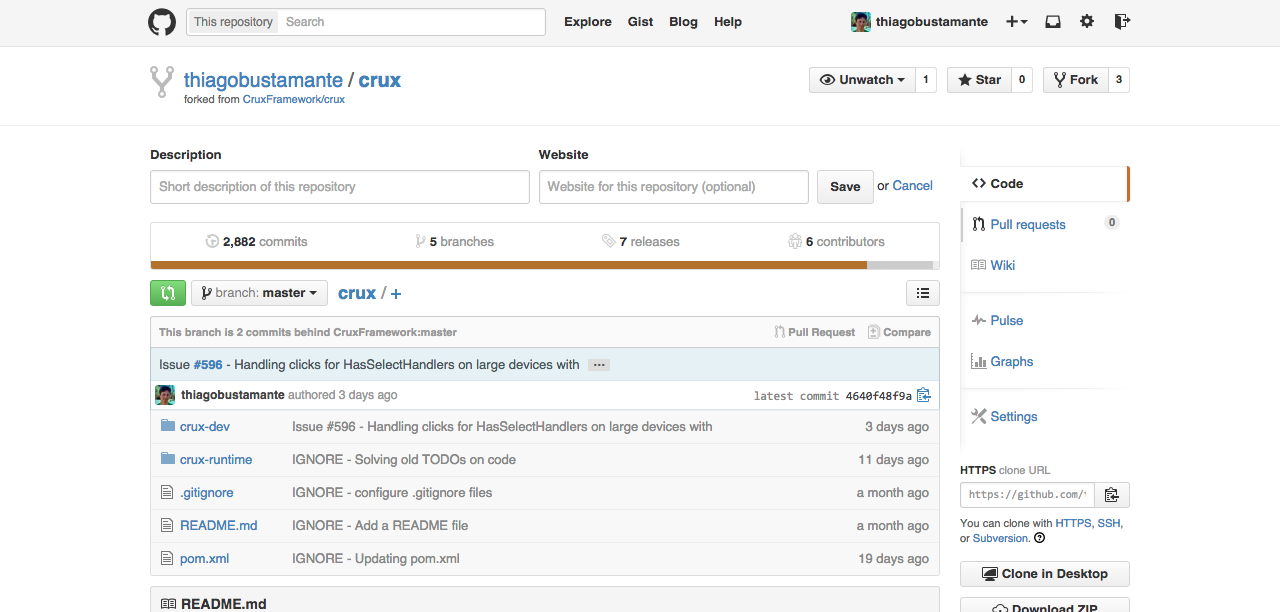 This repository Search Explore Gist Blog Help thiagobustamante
thiagobustamante / crux
forked from CruxFramework/crux
Unwatch 1 Star 0 Fork 3
Description Website
Short description of this repository Website for this repository (optional) Save or Cancel
2,882 commits 5 branches 7 releases 6 contributors
branch: master crux / +
This branch is 2 commits behind CruxFramework:master Pull Request Compare
Issue #596 - Handling clicks for HasSelectHandlers on large devices with ...
thiagobustamante authored 3 days ago latest commit 4640f48f9a
crux-dev Issue #596 - Handling clicks for HasSelectHandlers on large devices with 3 days ago
crux-runtime IGNORE - Solving old TODOs on code 11 days ago
.gitignore IGNORE - configure .gitignore files a month ago
README.md IGNORE - Add a README file a month ago
pom.xml IGNORE - Updating pom.xml 19 days ago
README.md
Code
Pull requests 0
Wiki
Pulse
Graphs
Settings
HTTPS clone URL
https://github.com/
You can clone with HTTPS, SSH,
or Subversion.
Clone in Desktop
Download ZIP